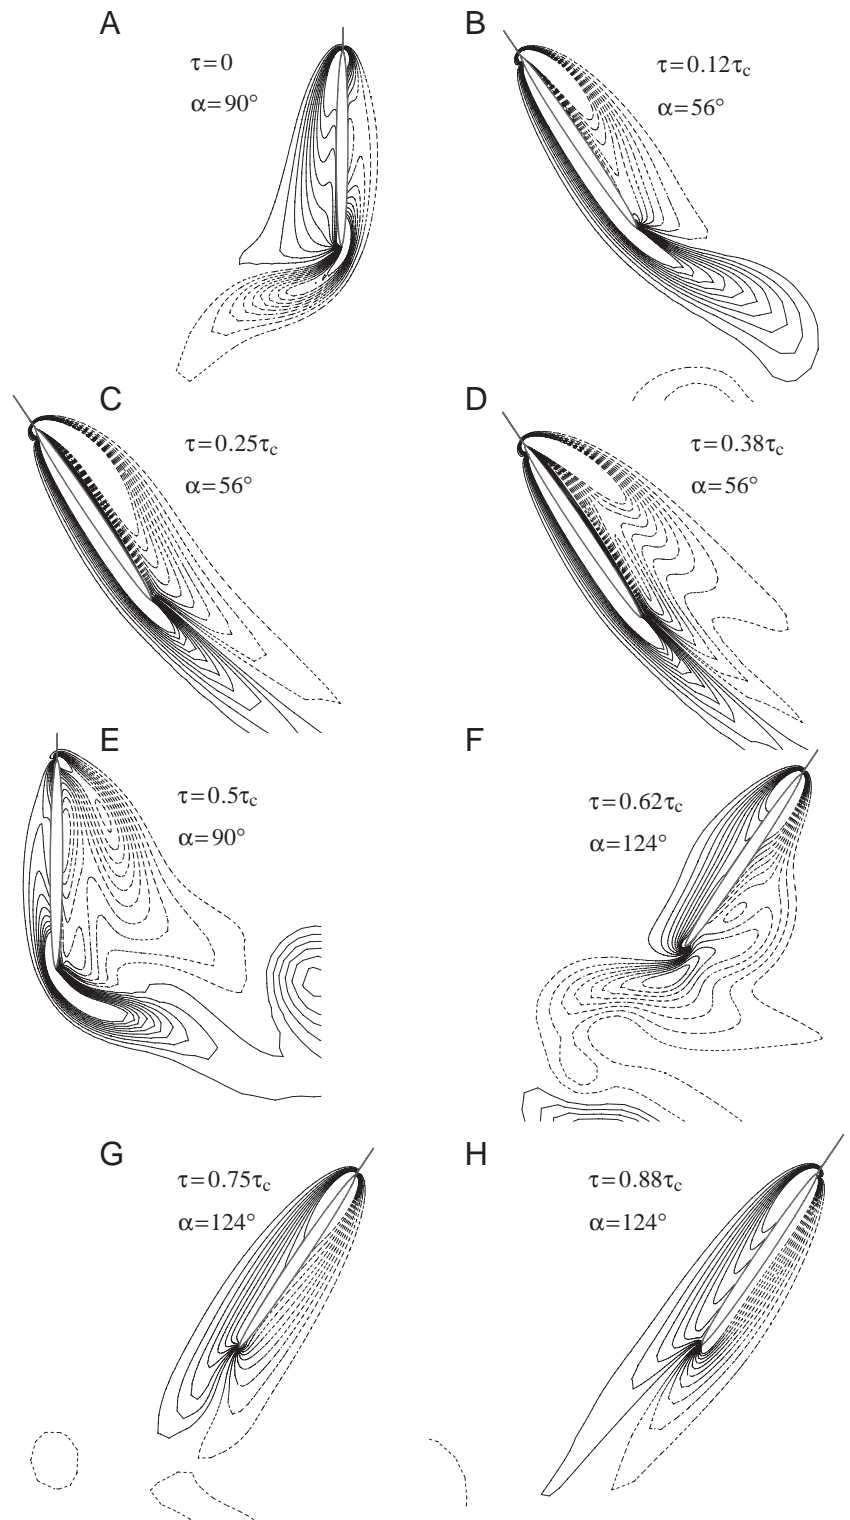 A
τ=0
α=90°
B
τ=0.12τc
α=56°
C
τ=0.25τc
α=56°
D
τ=0.38τc
α=56°
E
τ=0.5τc
α=90°
F
τ=0.62τc
α=124°
G
τ=0.75τc
α=124°
H
τ=0.88τc
α=124°